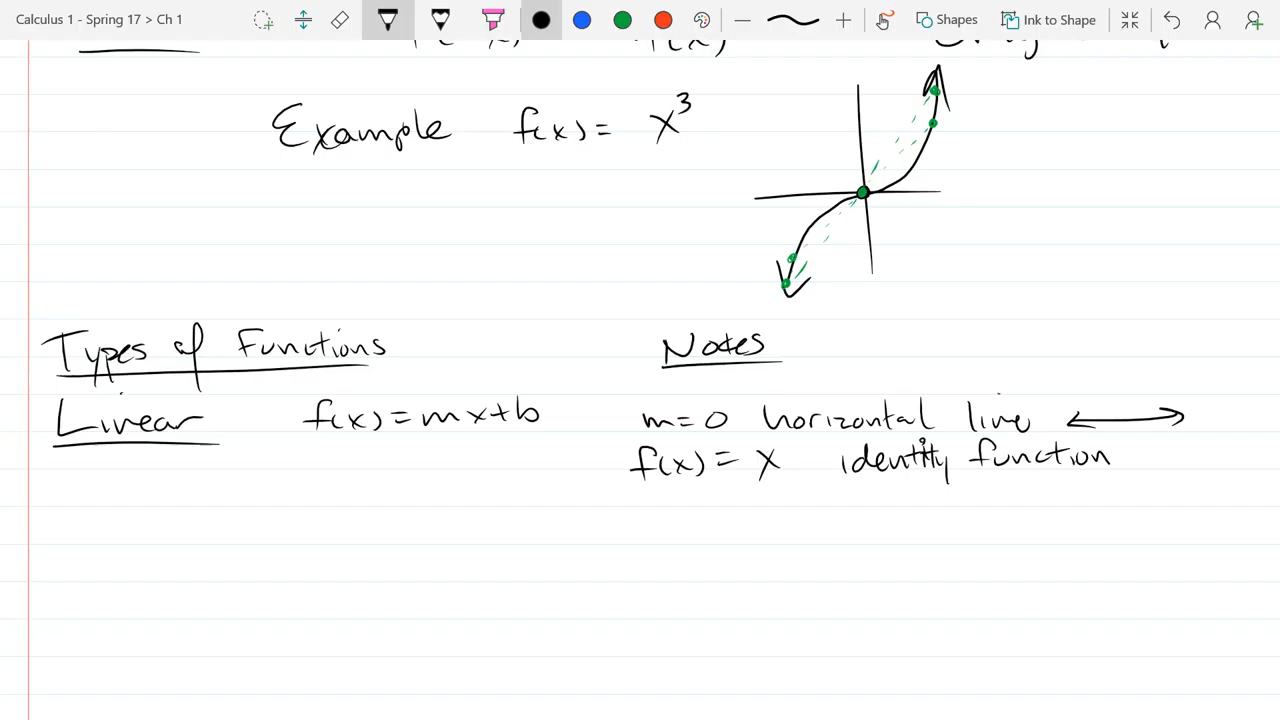 Calculus 1 - Spring 17 > Ch 1
Shapes
Ink to Shape
f(x)
Example f(x) = x³
Types of Functions
Notes
Linear f(x) = mx+b m=0 horizontal line
f(x) = x identity function